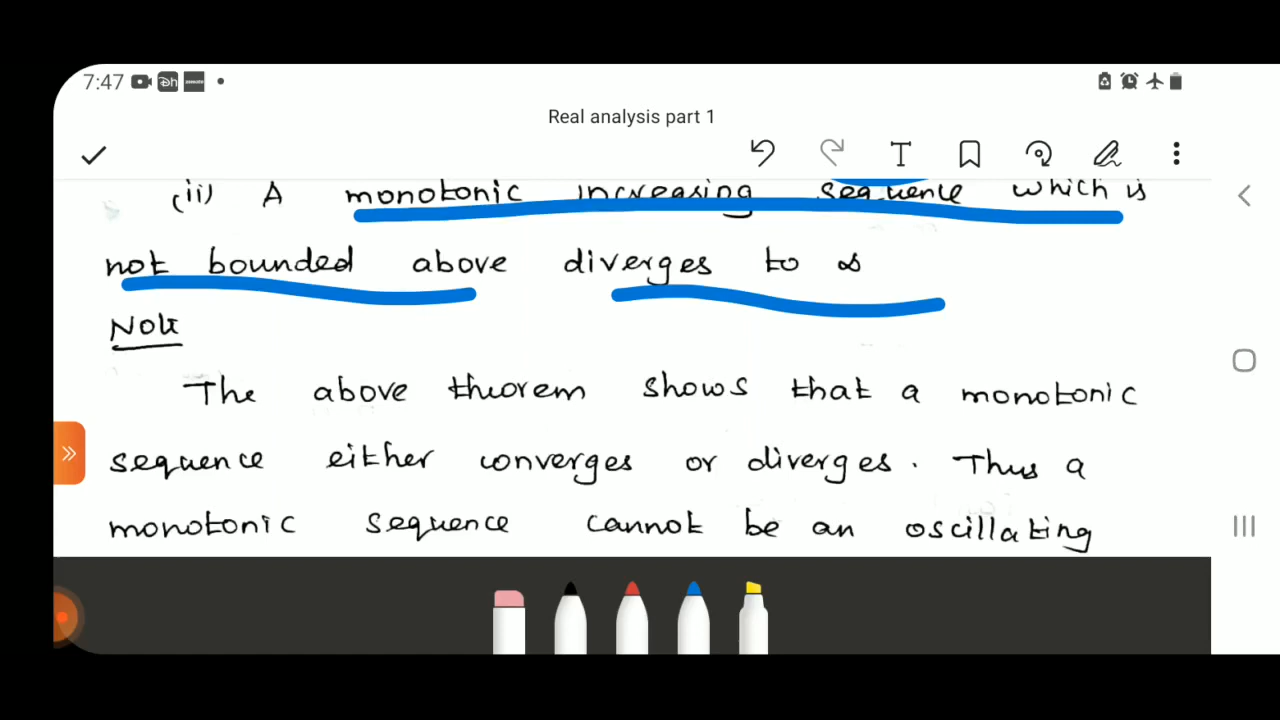 7:47
Real analysis part 1
(ii) A monotonic increasing sequence which is
not bounded above diverges to ∞
Note
The above theorem shows that a monotonic
sequence either converges or diverges. Thus a
monotonic sequence cannot be an oscillating